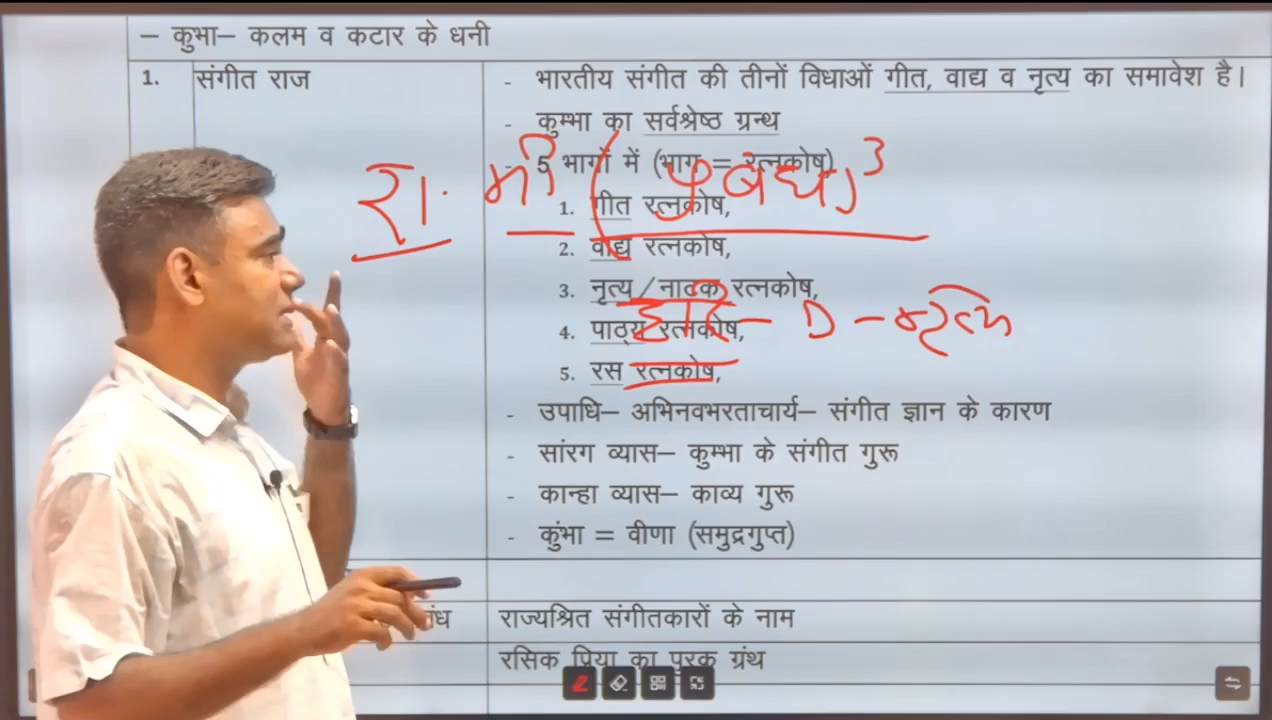 – कुभा– कलम व कटार के धनी
1. संगीत राज
- भारतीय संगीत की तीनों विधाओं गीत, वाद्य व नृत्य का समावेश है।
- कुम्भा का सर्वश्रेष्ठ ग्रन्थ
- 5 भागों में (भाग = रत्नकोष)
1. गीत रत्नकोष,
2. वाद्य रत्नकोष,
3. नृत्य/नाटक रत्नकोष,
4. पाठ्य रत्नकोष,
5. रस रत्नकोष,
- उपाधि– अभिनवभरताचार्य– संगीत ज्ञान के कारण
- सांरग व्यास– कुम्भा के संगीत गुरू
- कान्हा व्यास– काव्य गुरू
- कुंभा = वीणा (समुद्रगुप्त)
राज्यश्रित संगीतकारों के नाम
रसिक प्रिया का पुरक ग्रंथ